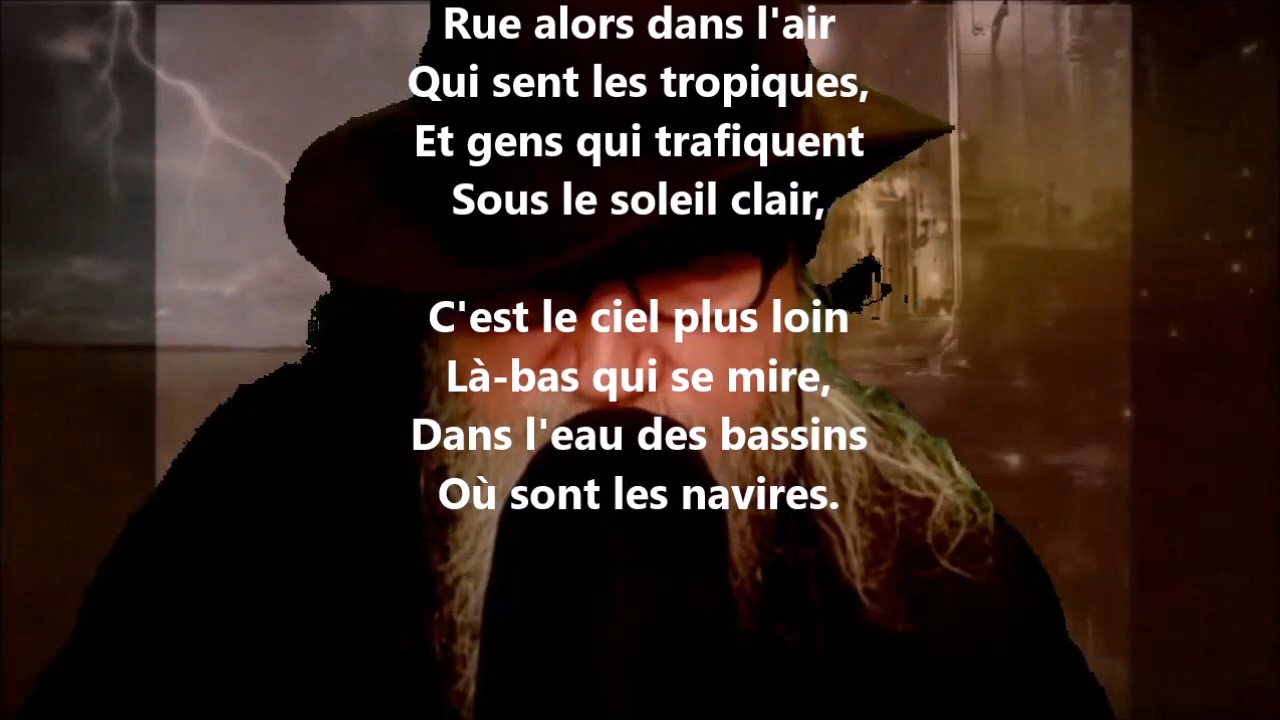 Rue alors dans l'air
Qui sent les tropiques,
Et gens qui trafiquent
Sous le soleil clair,
C'est le ciel plus loin
Là-bas qui se mire,
Dans l'eau des bassins
Où sont les navires.